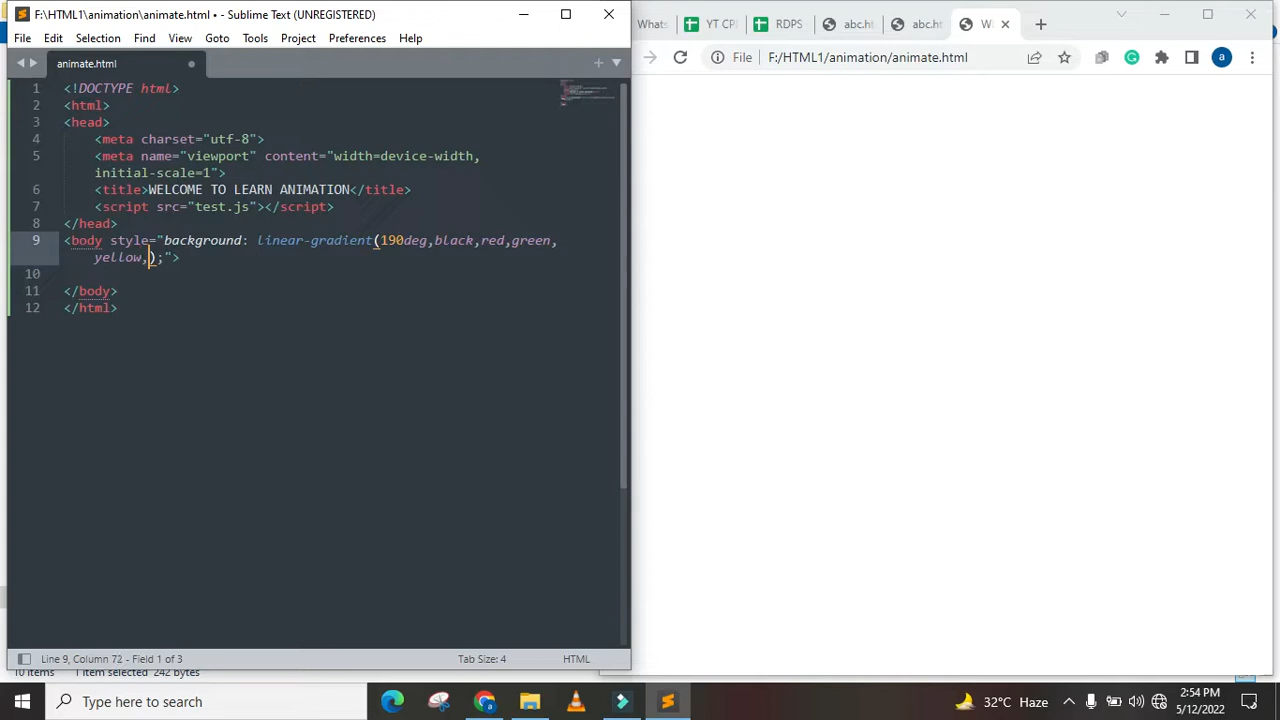 F:\HTML1\animation\animate.html • - Sublime Text (UNREGISTERED)
File Edit Selection Find View Goto Tools Project Preferences Help
animate.html
1 <!DOCTYPE html>
2 <html>
3 <head>
4 <meta charset="utf-8">
5 <meta name="viewport" content="width=device-width,
initial-scale=1">
6 <title>WELCOME TO LEARN ANIMATION</title>
7 <script src="test.js"></script>
8 </head>
9 <body style="background: linear-gradient(190deg,black,red,green,
yellow,);">
10
11 </body>
12 </html>
Line 9, Column 72 - Field 1 of 3 Tab Size: 4 HTML
Whats YT CP RDPS abc.ht abc.ht W
File F:/HTML1/animation/animate.html a
10 items 1 item selected 242 bytes
Type here to search
32°C Haze
2:54 PM
5/12/2022